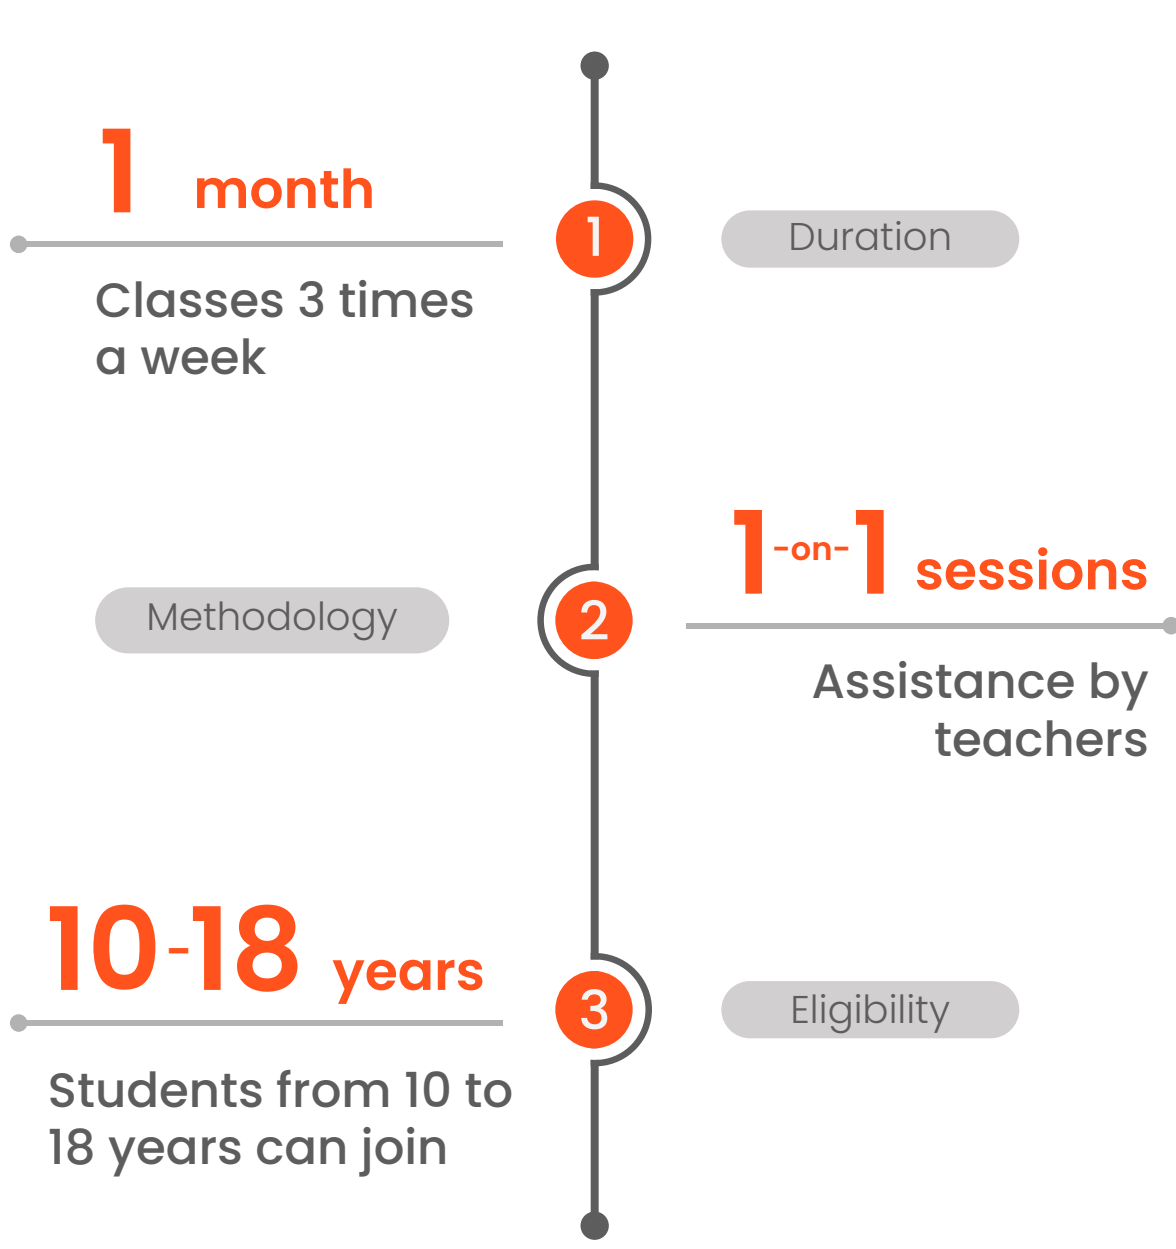 1 month
1
Duration
Classes 3 times
a week
1-on-1 sessions
Methodology
2
Assistance by
teachers
10-18 years
3
Eligibility
Students from 10 to
18 years can join